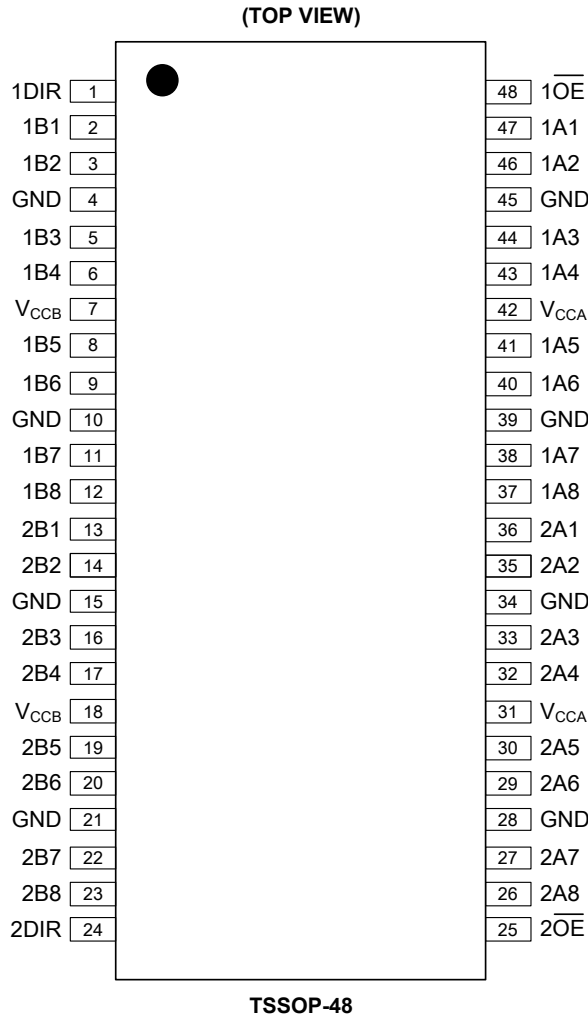 (TOP VIEW)
1DIR 1 48 1O̅E̅
1B1 2 47 1A1
1B2 3 46 1A2
GND 4 45 GND
1B3 5 44 1A3
1B4 6 43 1A4
VCCB 7 42 VCCA
1B5 8 41 1A5
1B6 9 40 1A6
GND 10 39 GND
1B7 11 38 1A7
1B8 12 37 1A8
2B1 13 36 2A1
2B2 14 35 2A2
GND 15 34 GND
2B3 16 33 2A3
2B4 17 32 2A4
VCCB 18 31 VCCA
2B5 19 30 2A5
2B6 20 29 2A6
GND 21 28 GND
2B7 22 27 2A7
2B8 23 26 2A8
2DIR 24 25 2O̅E̅
TSSOP-48